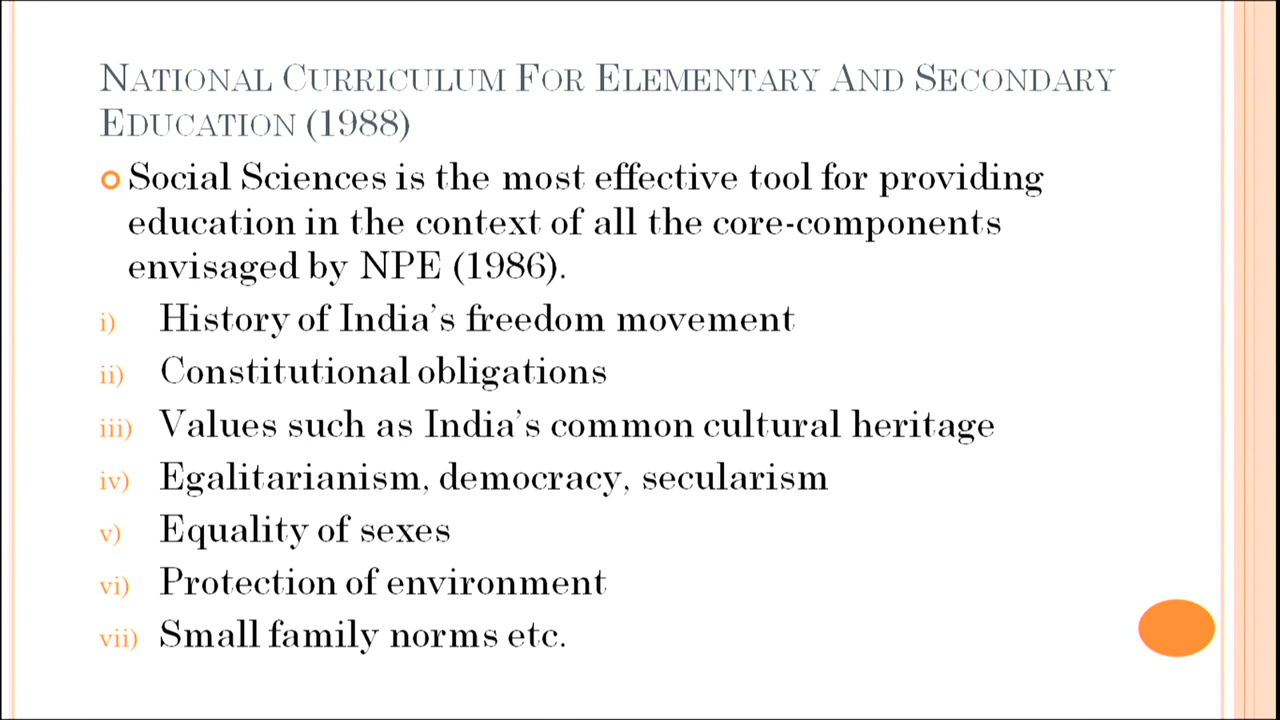 NATIONAL CURRICULUM FOR ELEMENTARY AND SECONDARY
EDUCATION (1988)
Social Sciences is the most effective tool for providing
education in the context of all the core-components
envisaged by NPE (1986).
i) History of India's freedom movement
ii) Constitutional obligations
iii) Values such as India's common cultural heritage
iv) Egalitarianism, democracy, secularism
v) Equality of sexes
vi) Protection of environment
vii) Small family norms etc.